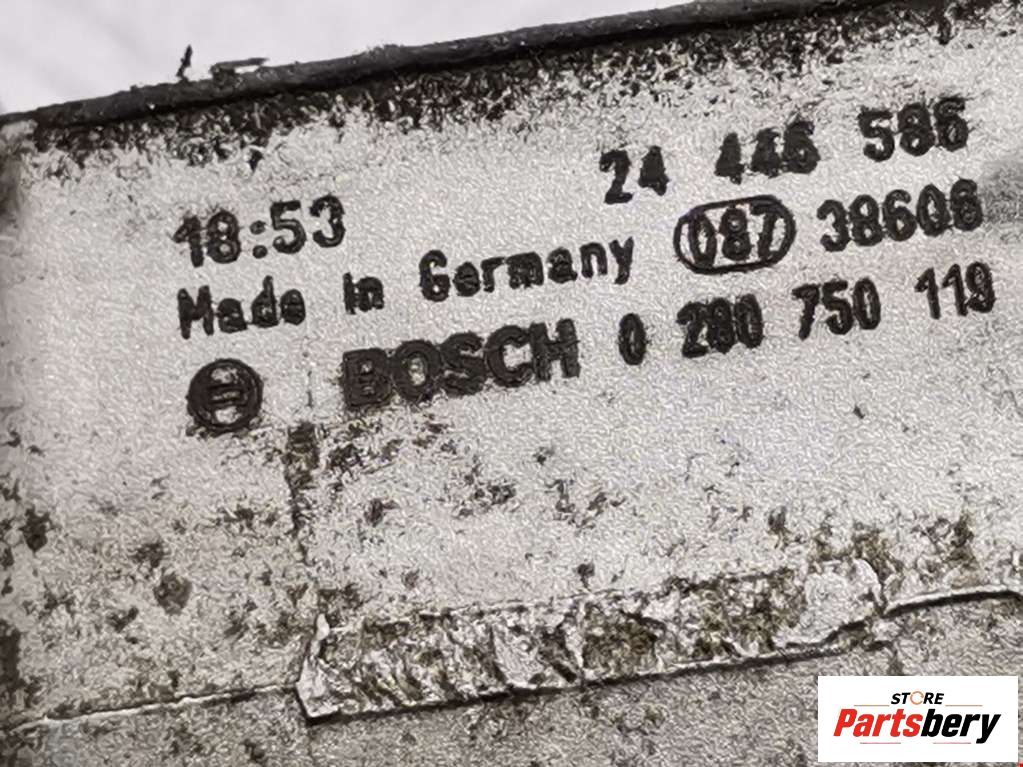 24 446 586
18:53
087 38606
Made in Germany
BOSCH 0 280 750 119
STORE
Partsbery